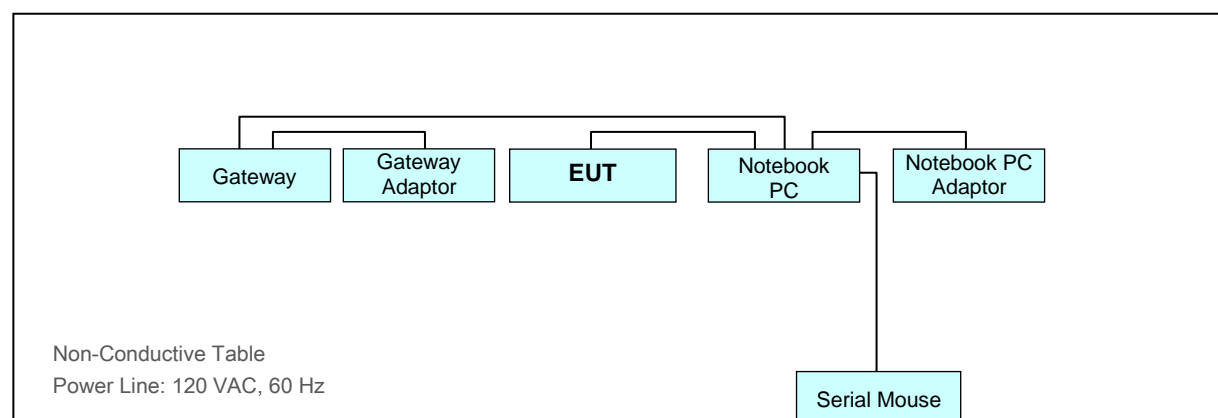 Gateway
Gateway
Adaptor
EUT
Notebook
PC
Notebook PC
Adaptor
Non-Conductive Table
Power Line: 120 VAC, 60 Hz
Serial Mouse